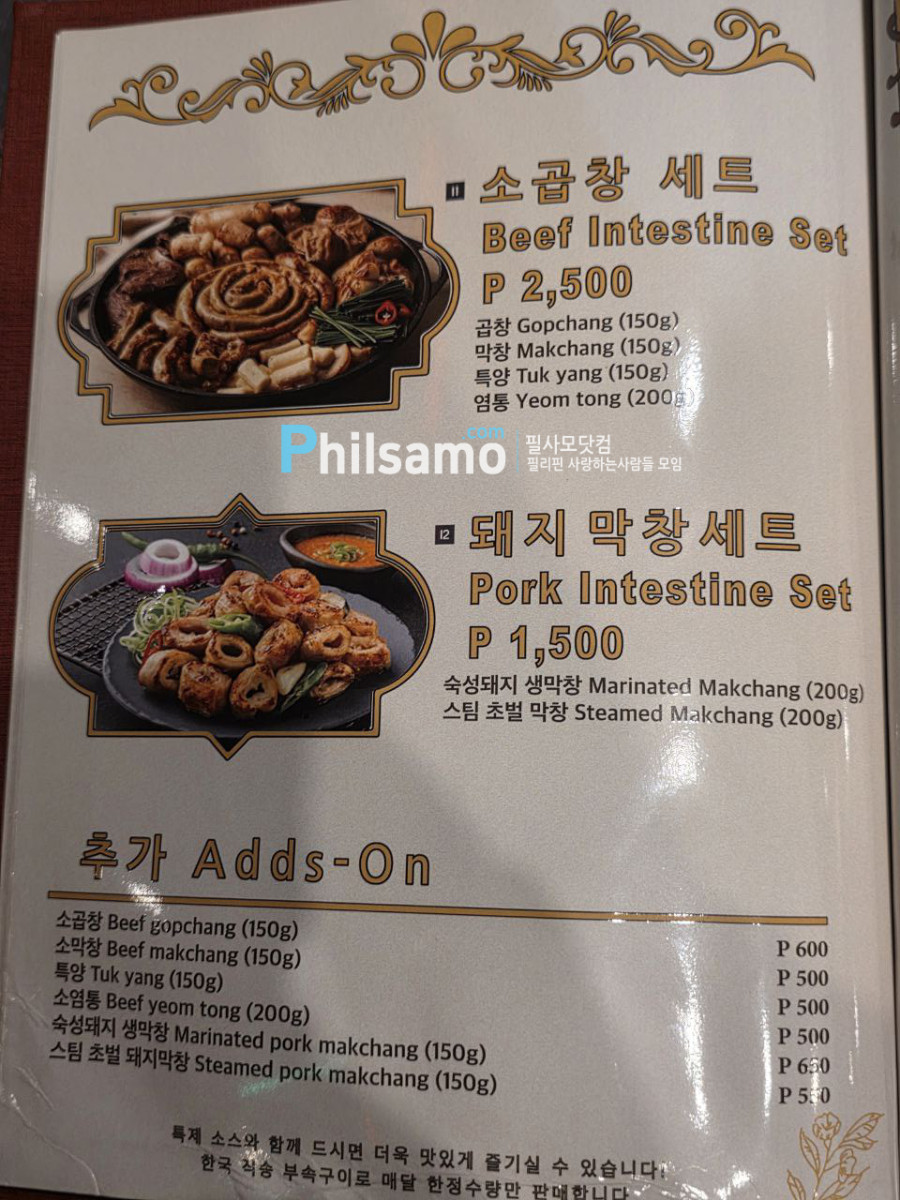 11 소곱창 세트
Beef Intestine Set
P 2,500
곱창 Gopchang (150g)
막창 Makchang (150g)
특양 Tuk yang (150g)
염통 Yeom tong (200g)
Philsamo.com
필사모닷컴
필리핀 사랑하는사람들 모임
12 돼지 막창세트
Pork Intestine Set
P 1,500
숙성돼지 생막창 Marinated Makchang (200g)
스팀 초벌 막창 Steamed Makchang (200g)
추가 Adds-On
소곱창 Beef gopchang (150g) P 600
소막창 Beef makchang (150g) P 500
특양 Tuk yang (150g) P 500
소염통 Beef yeom tong (200g) P 500
숙성돼지 생막창 Marinated pork makchang (150g) P 650
스팀 초벌 돼지막창 Steamed pork makchang (150g) P 550
특제 소스와 함께 드시면 더욱 맛있게 즐기실 수 있습니다!
한국 직송 부속구이로 매달 한정수량만 판매합니다